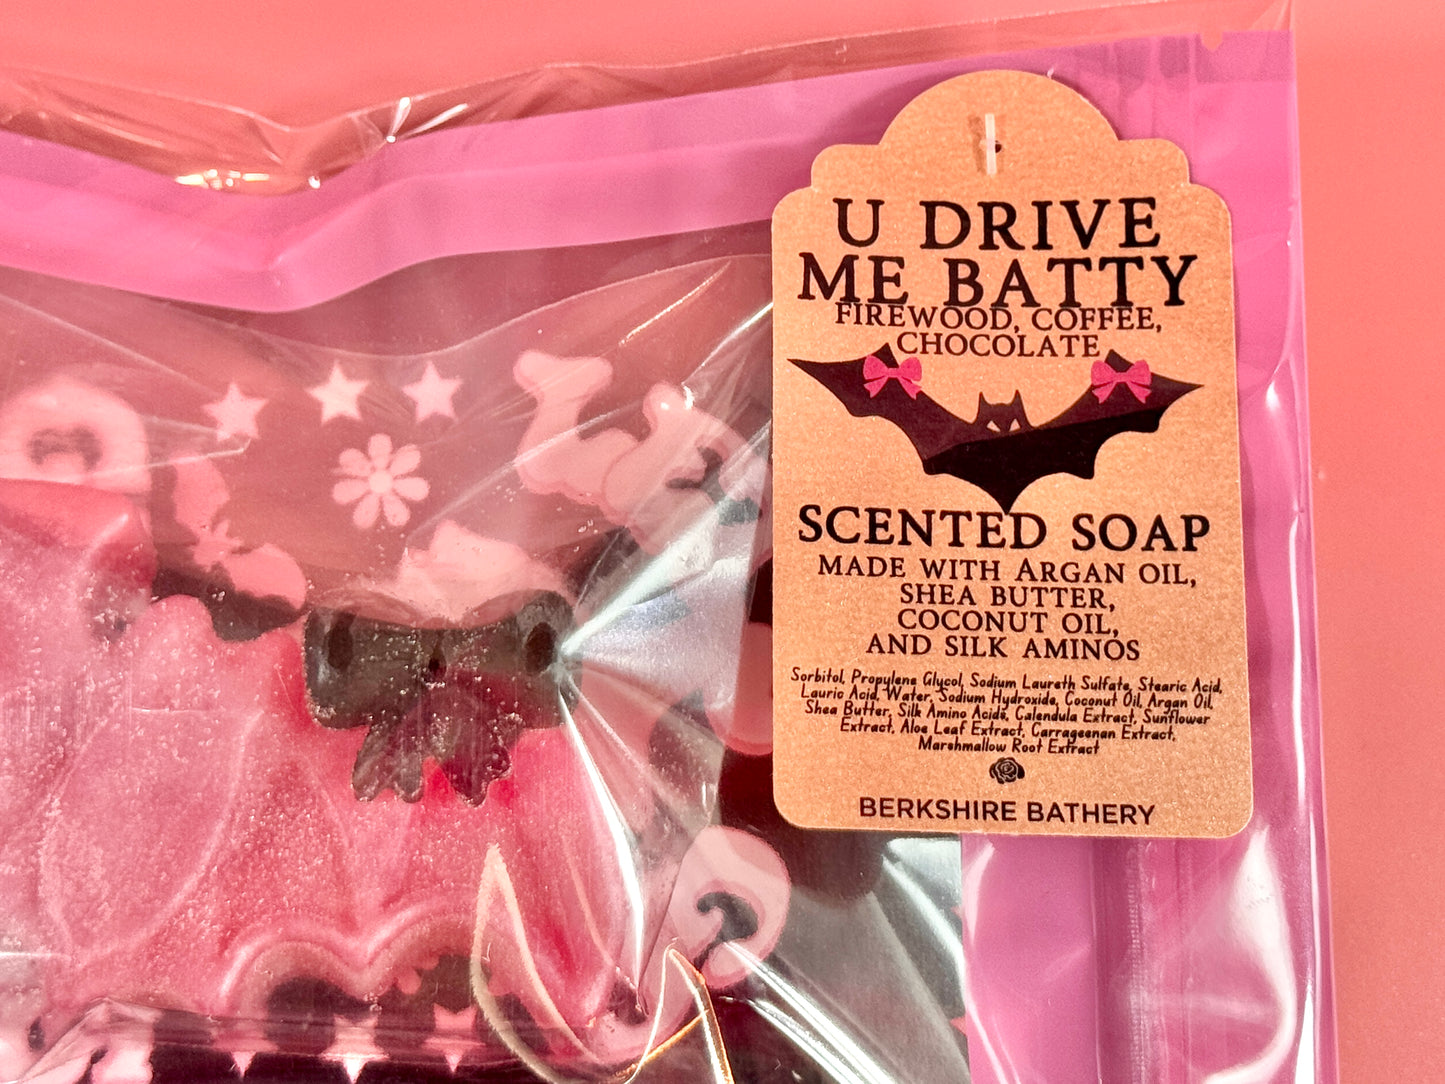 U DRIVE
ME BATTY
FIREWOOD, COFFEE,
CHOCOLATE
SCENTED SOAP
MADE WITH ARGAN OIL,
SHEA BUTTER,
COCONUT OIL,
AND SILK AMINOS
Sorbitol, Propylene Glycol, Sodium Laureth Sulfate, Stearic Acid,
Lauric Acid, Water, Sodium Hydroxide, Coconut Oil, Argan Oil,
Shea Butter, Silk Amino Acids, Calendula Extract, Sunflower
Extract, Aloe Leaf Extract, Carrageenan Extract,
Marshmallow Root Extract
BERKSHIRE BATHERY